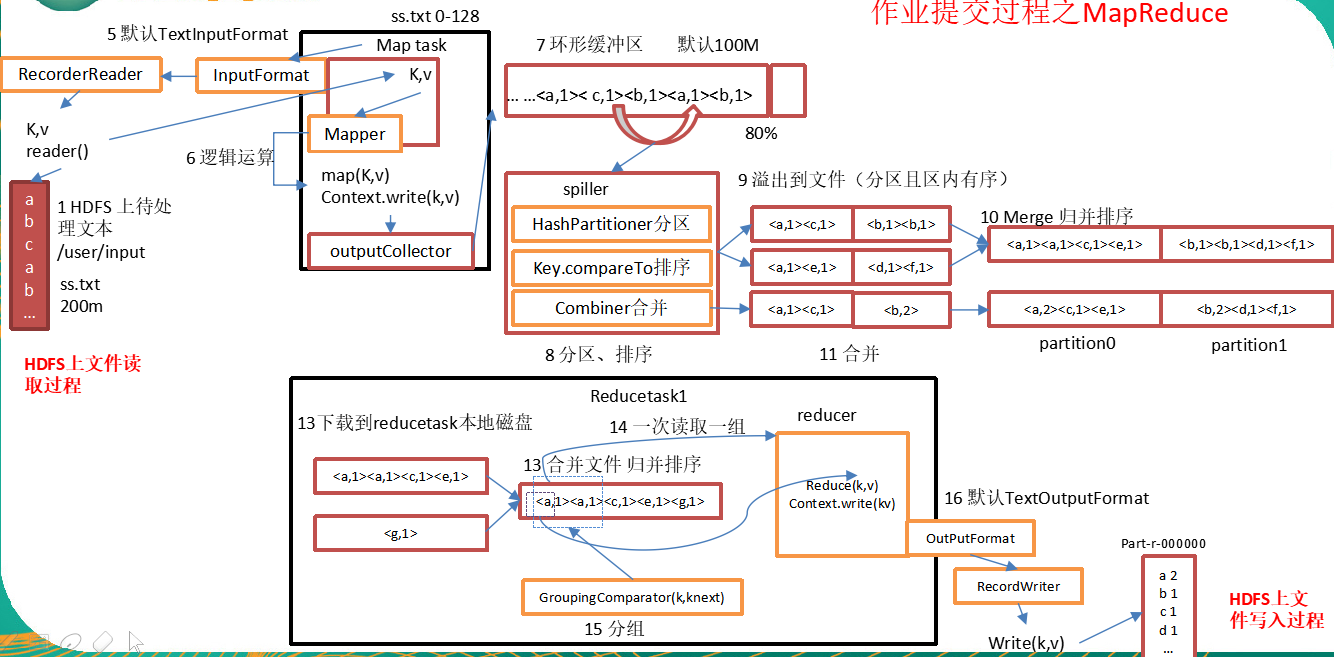 作业提交过程之MapReduce
ss.txt 0-128
5 默认TextInputFormat
Map task
7 环形缓冲区
默认100M
RecorderReader
InputFormat
K,v
... ...<a,1>< c,1><b,1><a,1><b,1>
80%
K,v
reader()
Mapper
6 逻辑运算
map(K,v)
Context.write(k,v)
outputCollector
a
b
c
a
b
...
1 HDFS 上待处
理文本
/user/input
ss.txt
200m
HDFS上文件读
取过程
spiller
HashPartitioner分区
Key.compareTo排序
Combiner合并
8 分区、排序
9 溢出到文件（分区且区内有序）
<a,1><c,1>
<b,1><b,1>
<a,1><e,1>
<d,1><f,1>
<a,1><c,1>
<b,2>
11 合并
10 Merge 归并排序
<a,1><a,1><c,1><e,1>
<b,1><b,1><d,1><f,1>
<a,2><c,1><e,1>
<b,2><d,1><f,1>
partition0
partition1
Reducetask1
13下载到reducetask本地磁盘
14 一次读取一组
reducer
13 合并文件 归并排序
<a,1><a,1><c,1><e,1>
<g,1>
<a,1><a,1><c,1><e,1><g,1>
Reduce(k,v)
Context.write(kv)
GroupingComparator(k,knext)
15 分组
16 默认TextOutputFormat
OutPutFormat
RecordWriter
Write(k,v)
Part-r-000000
a 2
b 1
c 1
d 1
...
HDFS上文
件写入过程